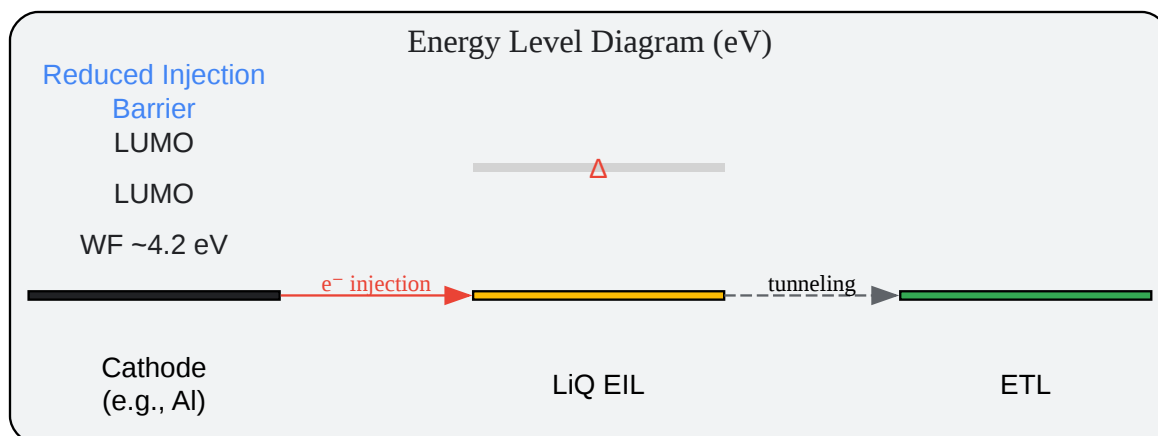 Energy Level Diagram (eV)
Reduced Injection
Barrier
LUMO
LUMO
WF ~4.2 eV
Δ
e⁻ injection
tunneling
Cathode
(e.g., Al)
LiQ EIL
ETL